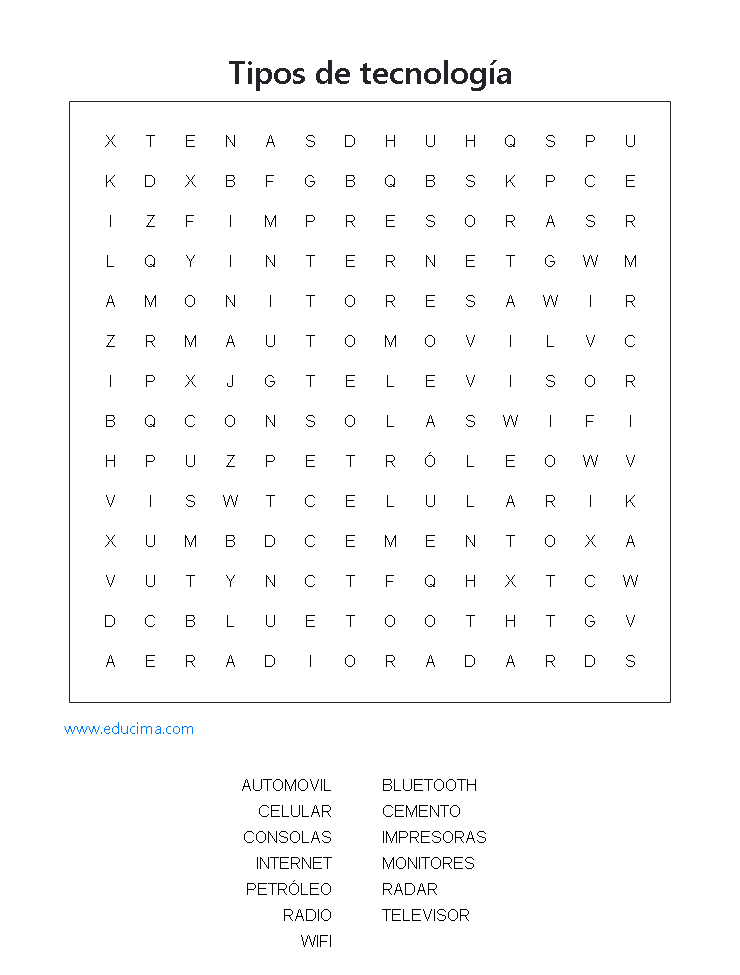 Tipos de tecnología
X T E N A S D H U H Q S P U
K D X B F G B Q B S K P C E
I Z F I M P R E S O R A S R
L Q Y I N T E R N E T G W M
A M O N I T O R E S A W I R
Z R M A U T O M O V I L V C
I P X J G T E L E V I S O R
B Q C O N S O L A S W I F I
H P U Z P E T R Ó L E O W V
V I S W T C E L U L A R I K
X U M B D C E M E N T O X A
V U T Y N C T F Q H X T C W
D C B L U E T O O T H T G V
A E R A D I O R A D A R D S
www.educima.com
AUTOMOVIL BLUETOOTH
CELULAR CEMENTO
CONSOLAS IMPRESORAS
INTERNET MONITORES
PETRÓLEO RADAR
RADIO TELEVISOR
WIFI